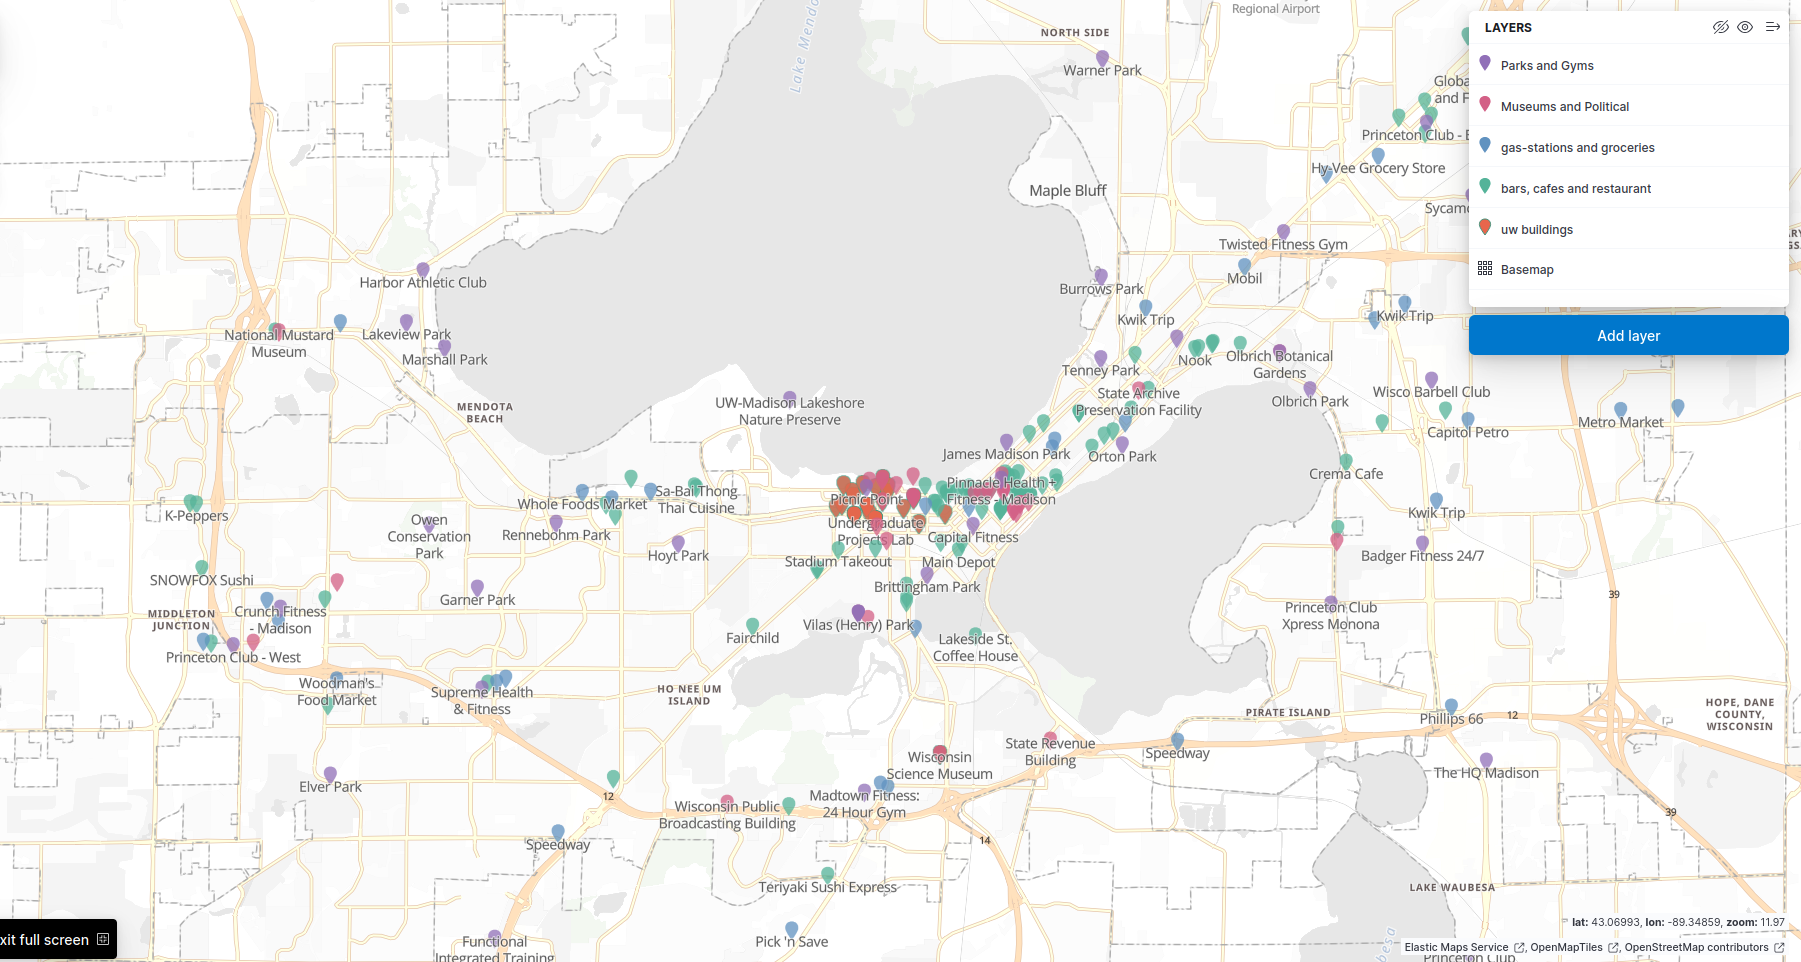 Regional Airport
NORTH SIDE
Warner Park
Lake Mendo
LAYERS
Parks and Gyms
Museums and Political
gas-stations and groceries
bars, cafes and restaurant
uw buildings
Basemap
Add layer
Globa
and F
Princeton Club - E
Hy-Vee Grocery Store
Maple Bluff
Sycamo
Twisted Fitness Gym
Mobil
Harbor Athletic Club
Burrows Park
Kwik Trip
Kwik Trip
National Mustard
Museum
Lakeview Park
Marshall Park
Nook
Olbrich Botanical
Gardens
Tenney Park
State Archive
Preservation Facility
Olbrich Park
Wisco Barbell Club
MENDOTA
BEACH
UW-Madison Lakeshore
Nature Preserve
Metro Market
Capitol Petro
James Madison Park
Orton Park
Crema Cafe
Sa-Bai Thong
Thai Cuisine
Whole Foods Market
Picnic Point
Pinnacle Health +
Fitness - Madison
K-Peppers
Kwik Trip
Owen
Conservation
Park
Rennebohm Park
Undergraduate
Projects Lab
Capital Fitness
Hoyt Park
Stadium Takeout
Main Depot
Badger Fitness 24/7
SNOWFOX Sushi
Brittingham Park
Garner Park
39
MIDDLETON
JUNCTION
Crunch Fitness
- Madison
Princeton Club
Xpress Monona
Vilas (Henry) Park
Fairchild
Lakeside St.
Coffee House
Princeton Club - West
Woodman's
Food Market
Supreme Health
& Fitness
HO NEE UM
ISLAND
PIRATE ISLAND
Phillips 66
12
HOPE, DANE
COUNTY,
WISCONSIN
Wisconsin
Science Museum
State Revenue
Building
Speedway
The HQ Madison
Elver Park
12
Wisconsin Public
Broadcasting Building
Madtown Fitness:
24 Hour Gym
39
14
Speedway
Teriyaki Sushi Express
LAKE WAUBESA
Pick 'n Save
Functional
Integrated Training
xit full screen
besa
lat: 43.06993, lon: -89.34859, zoom: 11.97
Elastic Maps Service , OpenMapTiles , OpenStreetMap contributors
Princeton Club